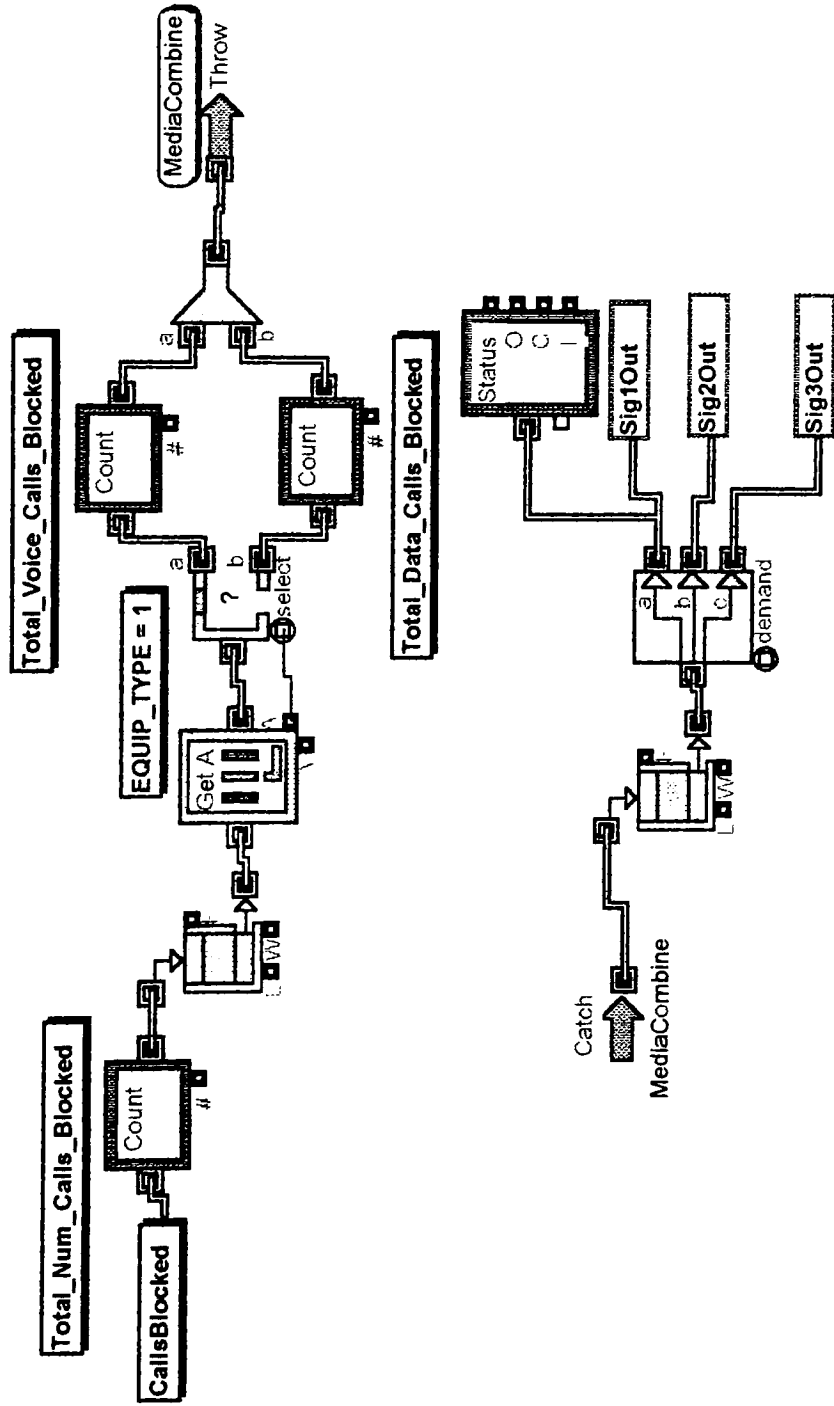 Total_Num_Calls_Blocked
CallsBlocked
Count
#
L W
EQUIP_TYPE = 1
Get A
A
select
?
a
b
Total_Voice_Calls_Blocked
Count
#
Count
#
Total_Data_Calls_Blocked
a
b
MediaCombine
Throw
Catch
MediaCombine
L W
demand
a
b
c
Status
O
C
I
Sig1Out
Sig2Out
Sig3Out